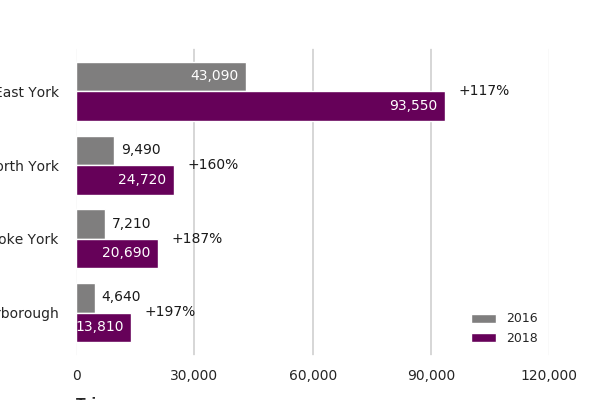 43,090
East York
+117%
93,550
9,490
orth York
+160%
24,720
7,210
oke York
+187%
20,690
4,640
rborough
+197%
13,810
2016
2018
0 30,000 60,000 90,000 120,000